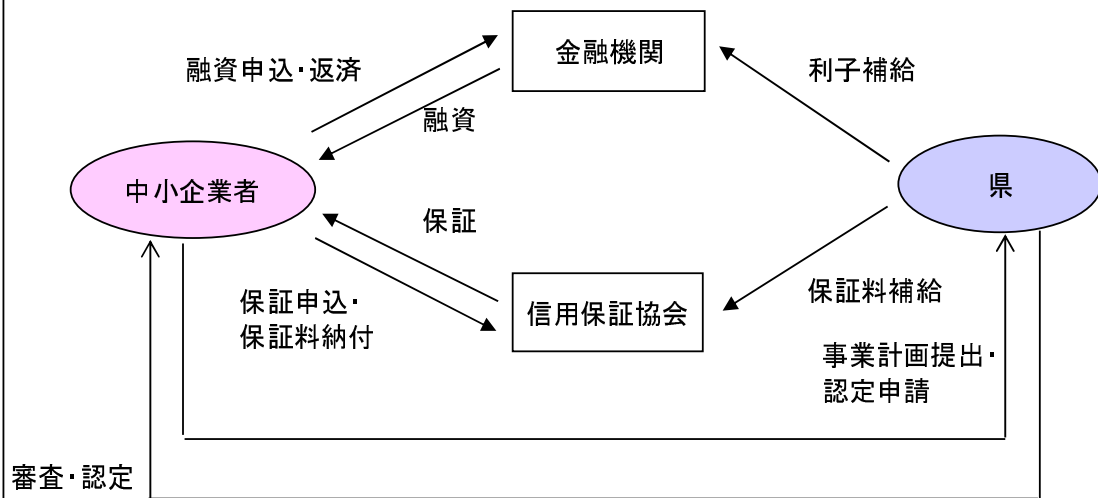 金融機関
融資申込・返済
利子補給
融資
中小企業者
県
保証
保証申込・
保証料納付
信用保証協会
保証料補給
事業計画提出・
認定申請
審査・認定